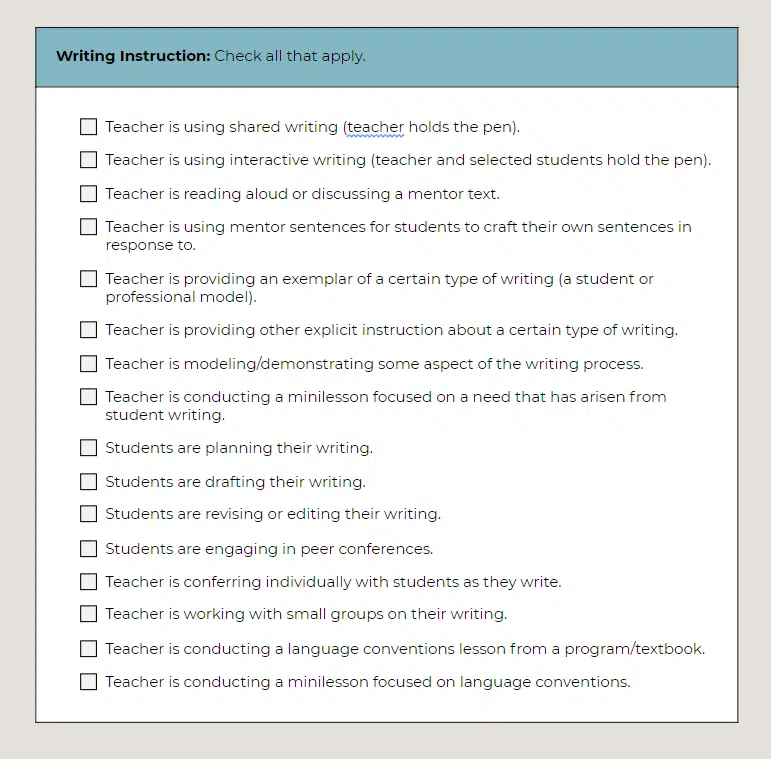 Writing Instruction: Check all that apply.
Teacher is using shared writing (teacher holds the pen).
Teacher is using interactive writing (teacher and selected students hold the pen).
Teacher is reading aloud or discussing a mentor text.
Teacher is using mentor sentences for students to craft their own sentences in
response to.
Teacher is providing an exemplar of a certain type of writing (a student or
professional model).
Teacher is providing other explicit instruction about a certain type of writing.
Teacher is modeling/demonstrating some aspect of the writing process.
Teacher is conducting a minilesson focused on a need that has arisen from
student writing.
Students are planning their writing.
Students are drafting their writing.
Students are revising or editing their writing.
Students are engaging in peer conferences.
Teacher is conferring individually with students as they write.
Teacher is working with small groups on their writing.
Teacher is conducting a language conventions lesson from a program/textbook.
Teacher is conducting a minilesson focused on language conventions.